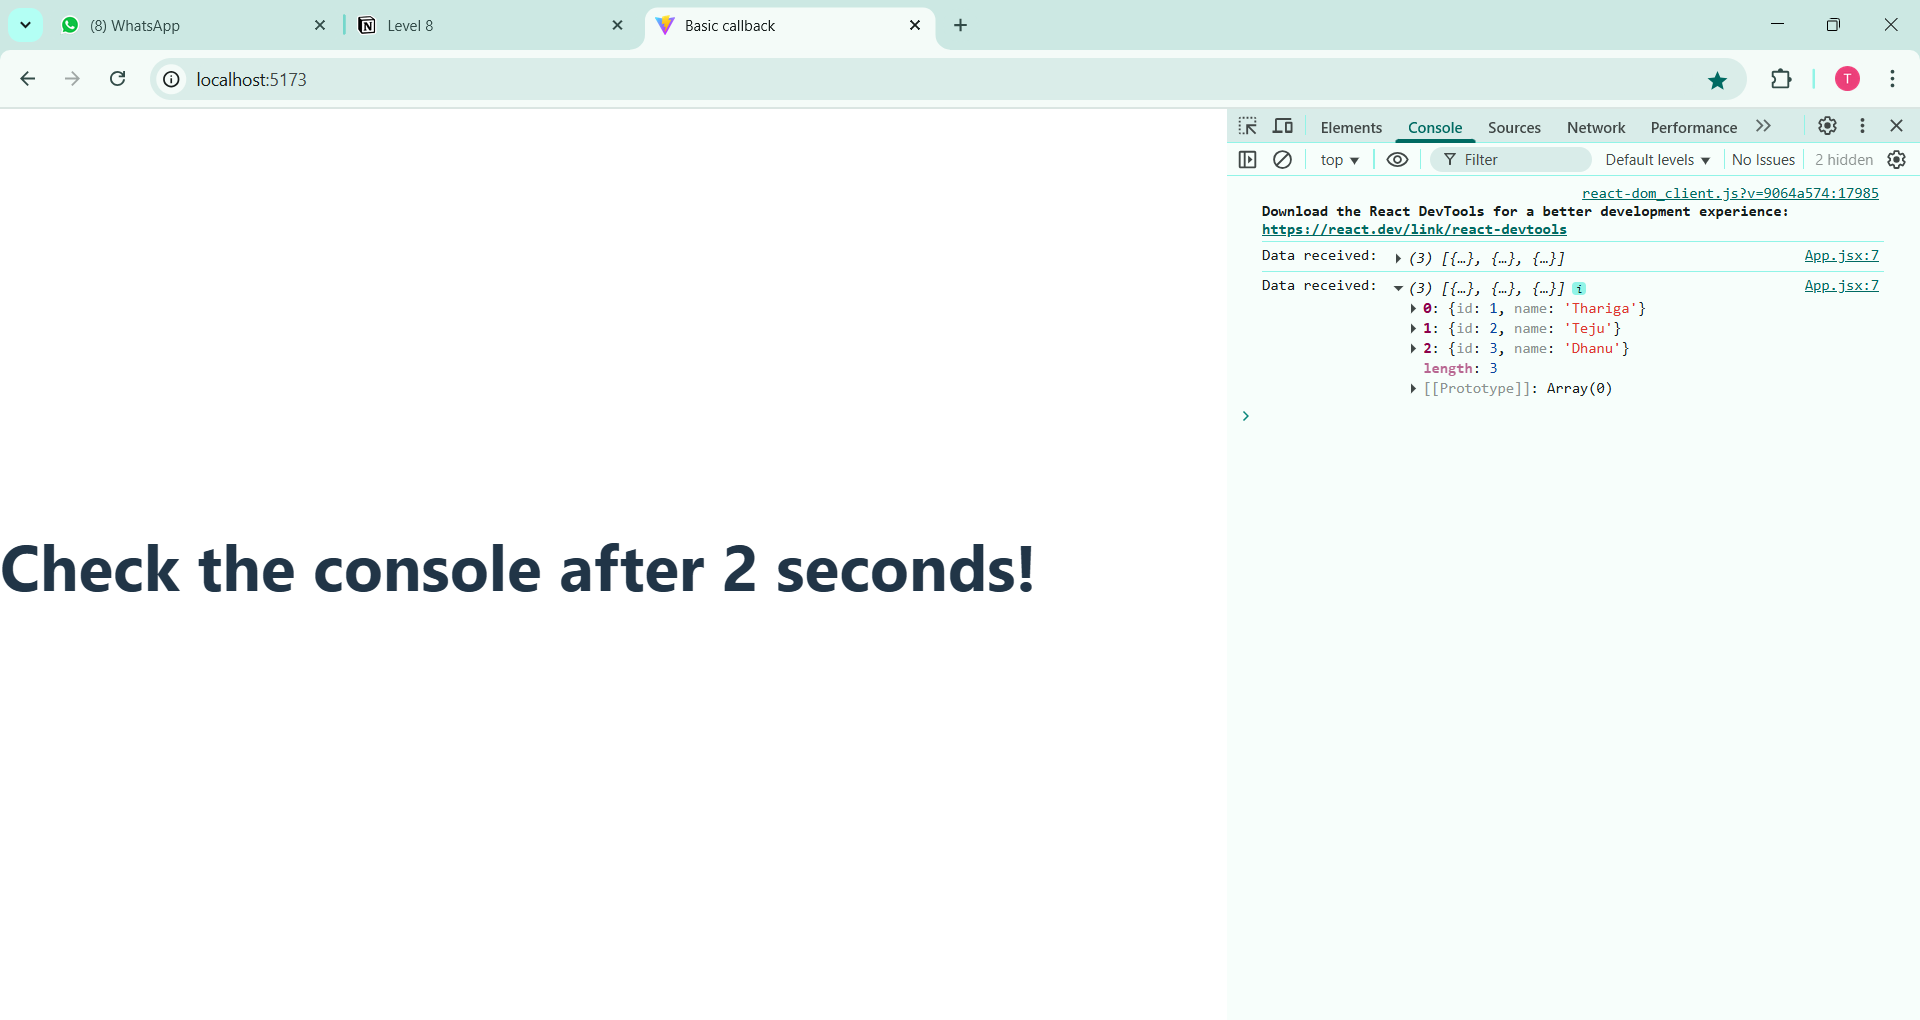 (8) WhatsApp
Level 8
Basic callback
localhost:5173
T
Elements Console Sources Network Performance
top Filter Default levels No Issues 2 hidden
react-dom_client.js?v=9064a574:17985
Download the React DevTools for a better development experience:
https://react.dev/link/react-devtools
Data received: (3) [{…}, {…}, {…}] App.jsx:7
Data received: (3) [{…}, {…}, {…}] i App.jsx:7
0: {id: 1, name: 'Thariga'}
1: {id: 2, name: 'Teju'}
2: {id: 3, name: 'Dhanu'}
length: 3
[[Prototype]]: Array(0)
Check the console after 2 seconds!